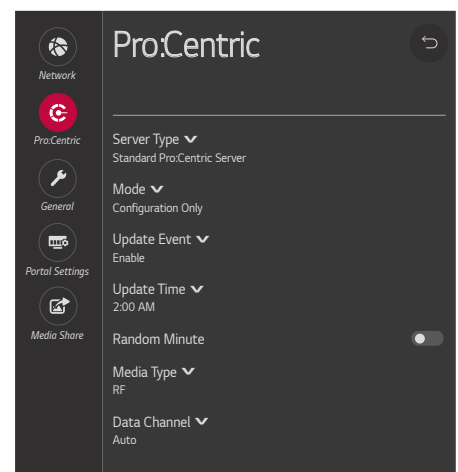 Pro:Centric
Network
Pro:Centric
General
Portal Settings
Media Share
Server Type
Standard Pro:Centric Server
Mode
Configuration Only
Update Event
Enable
Update Time
2:00 AM
Random Minute
Media Type
RF
Data Channel
Auto